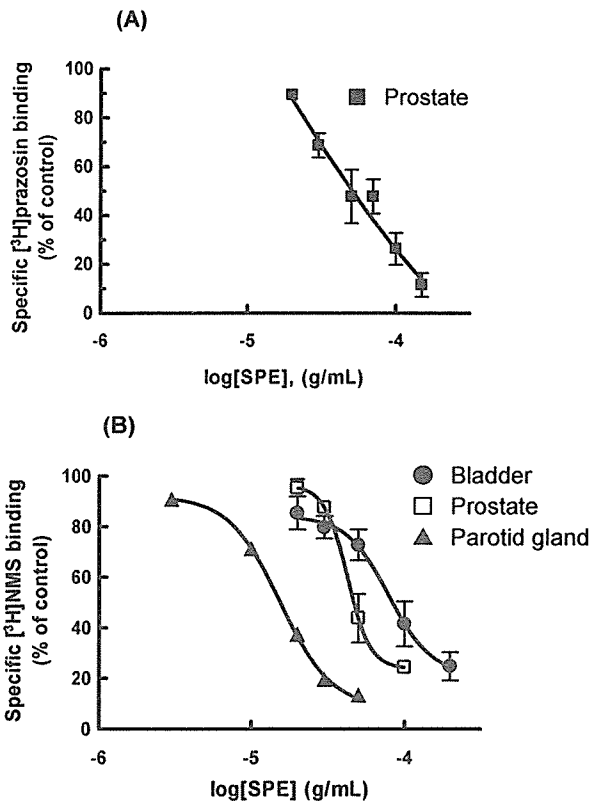 (A)
Specific [³H]prazosin binding
(% of control)
100
80
60
40
20
0
-6
-5
-4
Prostate
log[SPE], (g/mL)
(B)
Specific [³H]NMS binding
(% of control)
100
80
60
40
20
0
-6
-5
-4
Bladder
Prostate
Parotid gland
log[SPE] (g/mL)